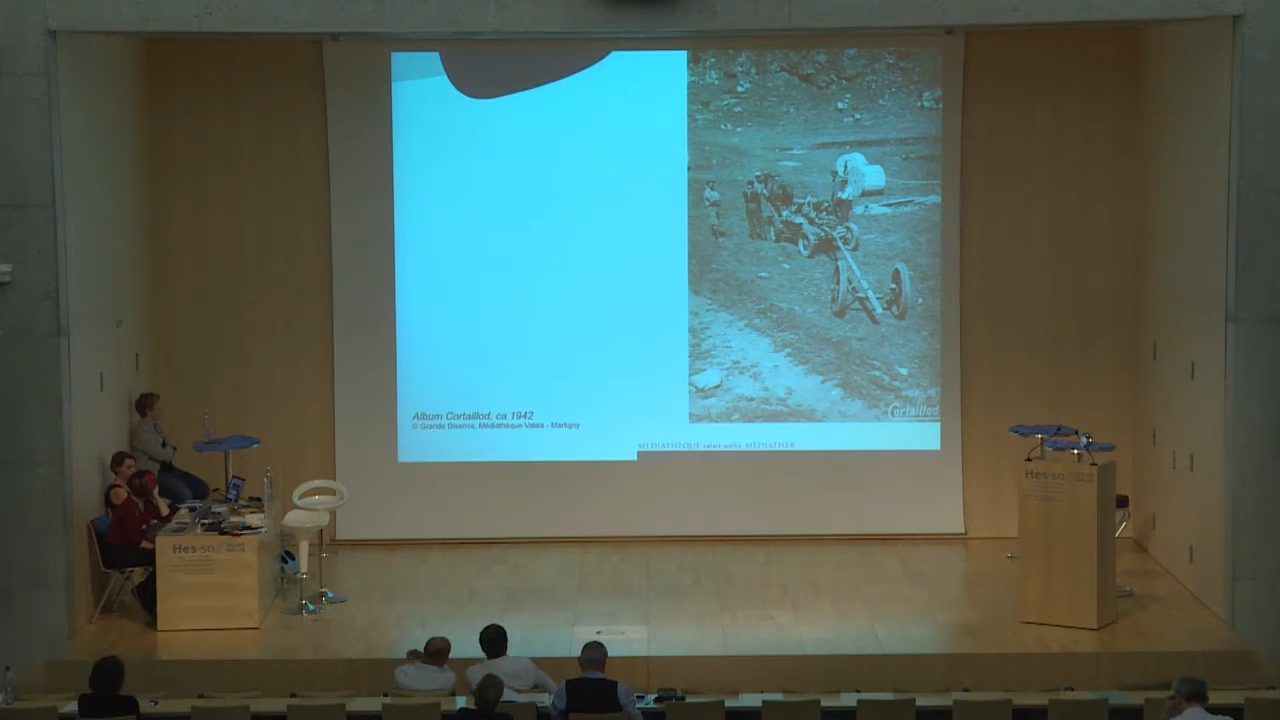 Album Cortaillod, ca 1942
© Grande Dixence, Médiathèque Valais - Martigny
Cortaillod
MEDIATHEQUE valais wallis MEDIATHEK
Hes·so
Hes·so